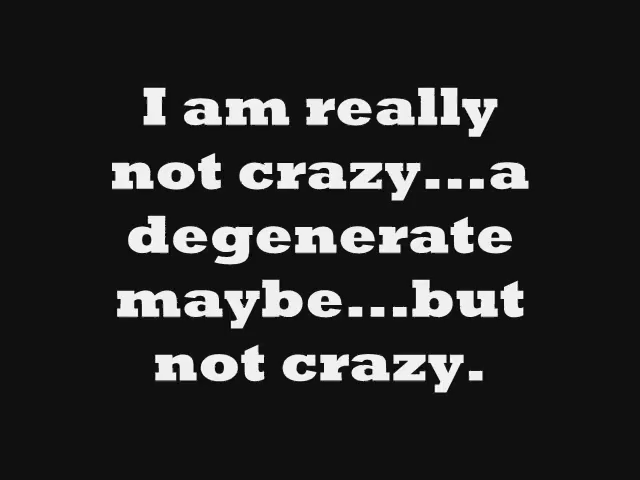 I am really
not crazy...a
degenerate
maybe...but
not crazy.